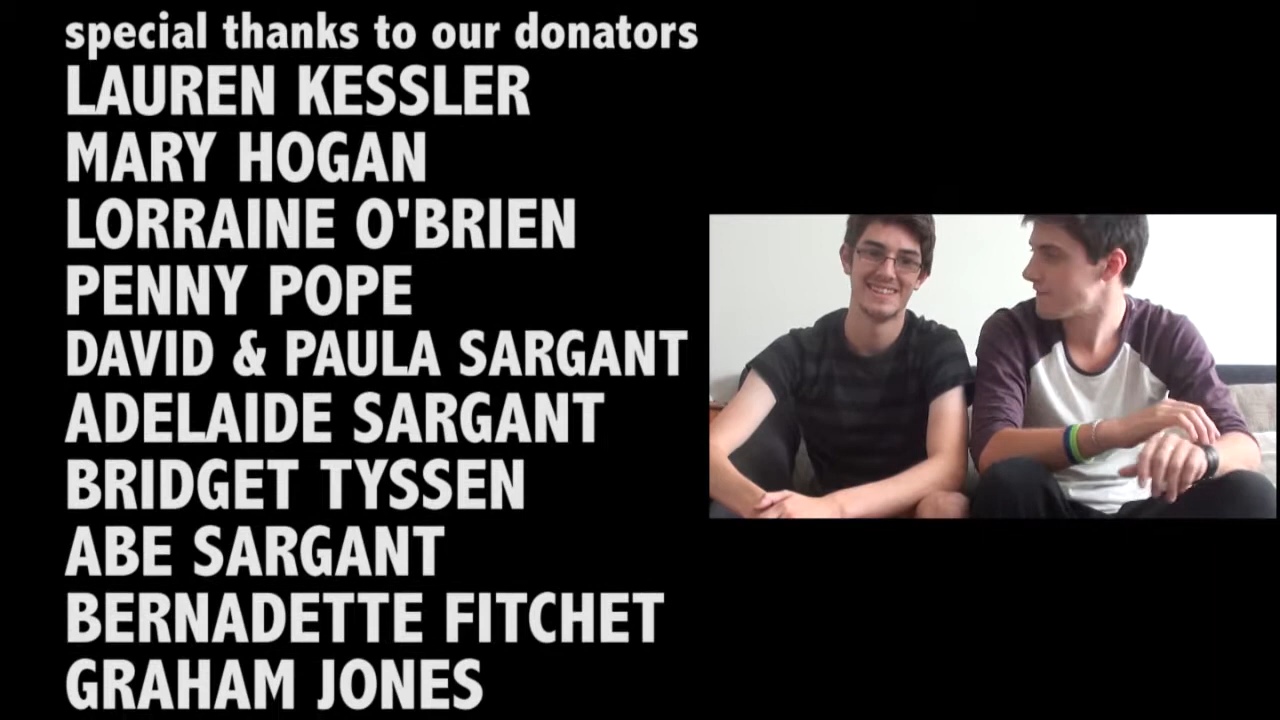 special thanks to our donators
LAUREN KESSLER
MARY HOGAN
LORRAINE O'BRIEN
PENNY POPE
DAVID & PAULA SARGANT
ADELAIDE SARGANT
BRIDGET TYSSEN
ABE SARGANT
BERNADETTE FITCHET
GRAHAM JONES